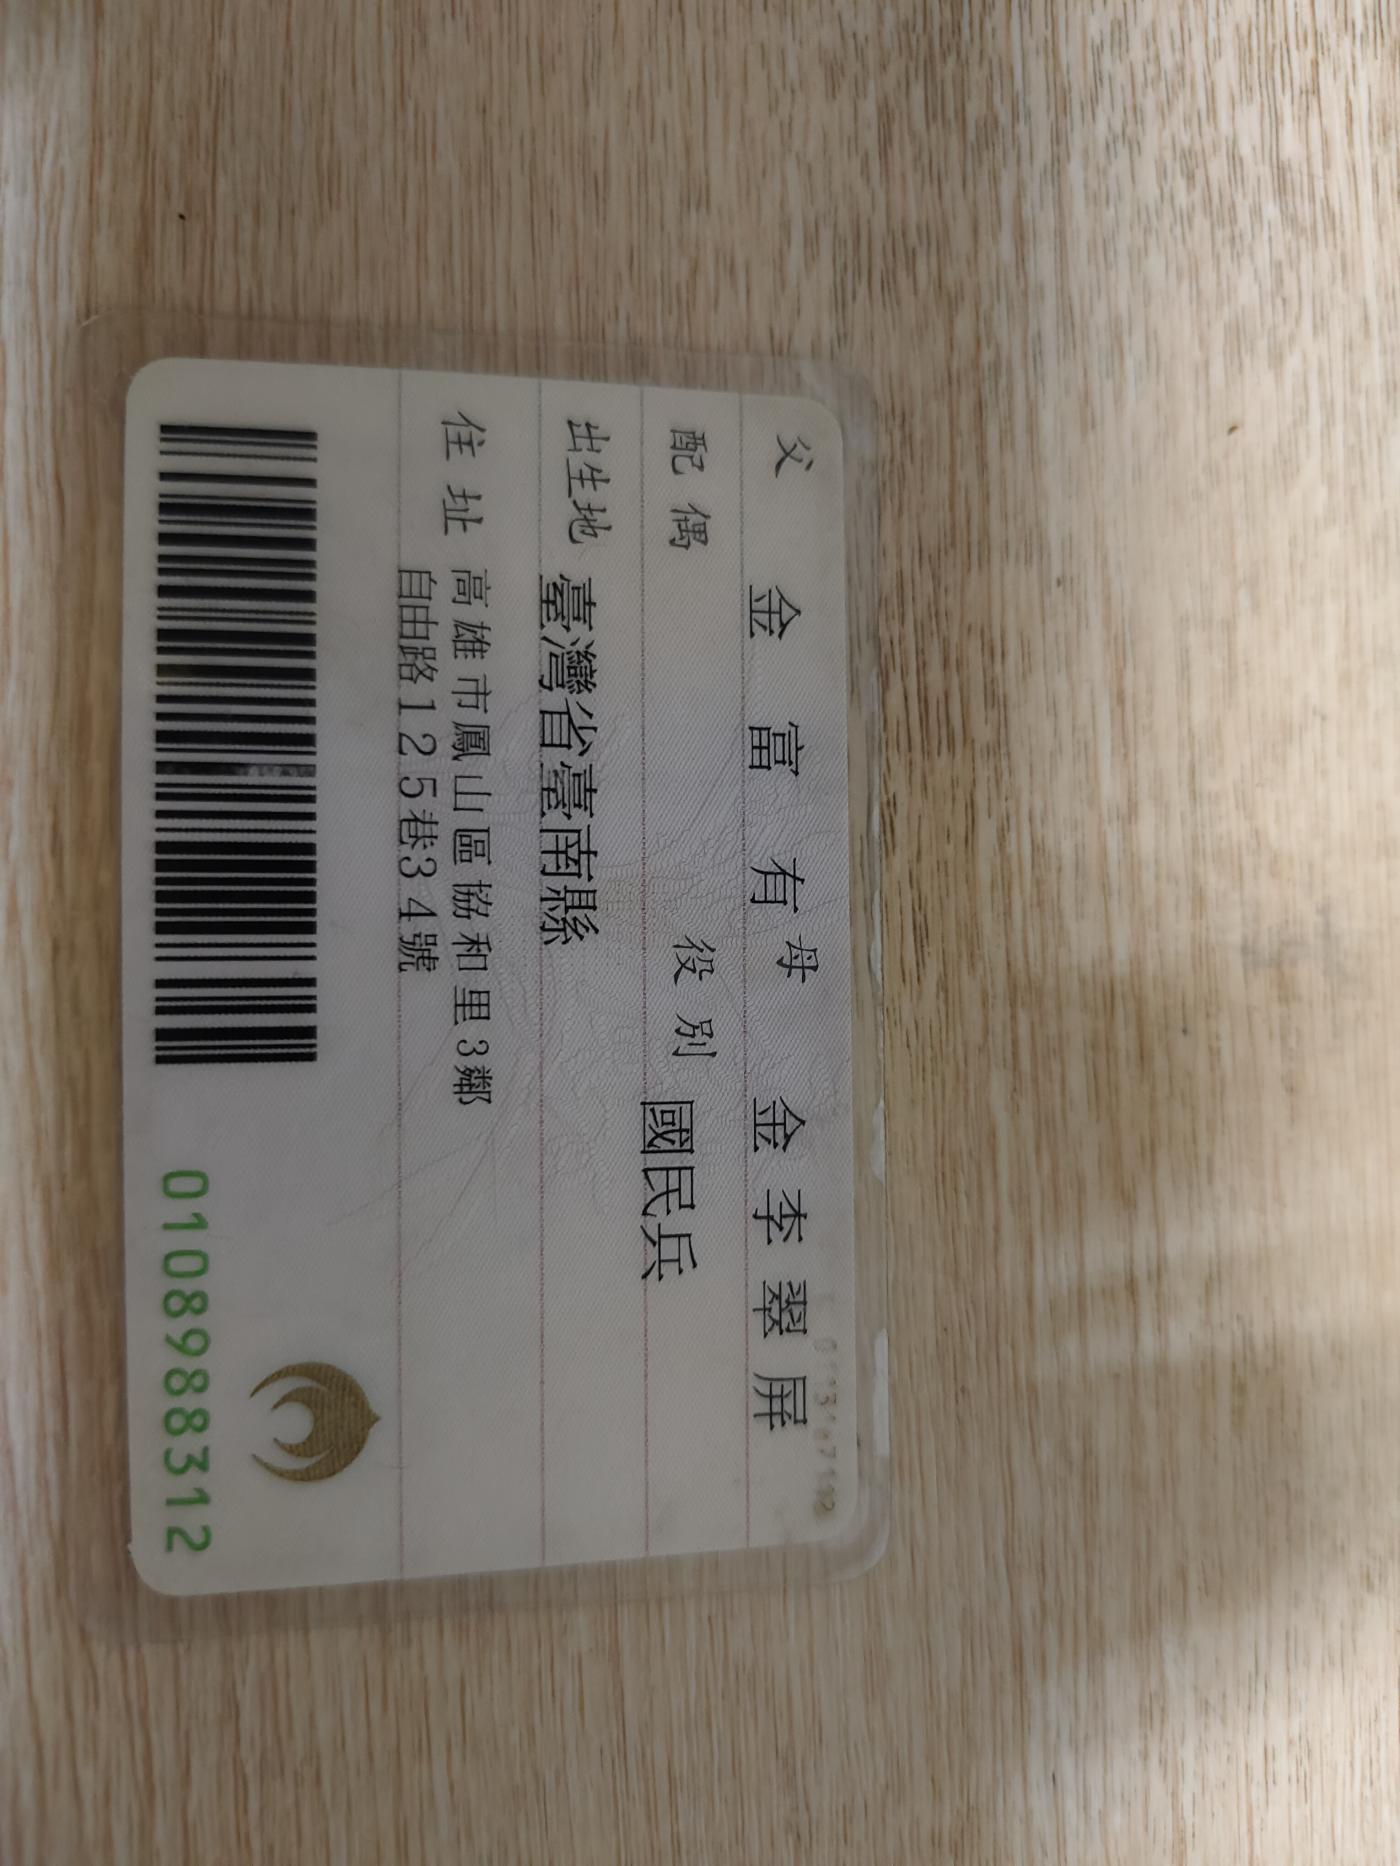 父 金富有 母 金李翠屏
配偶 役別 國民兵
出生地 臺灣省臺南縣
住址 高雄市鳳山區協和里3鄰
自由路125巷34號
0108988312